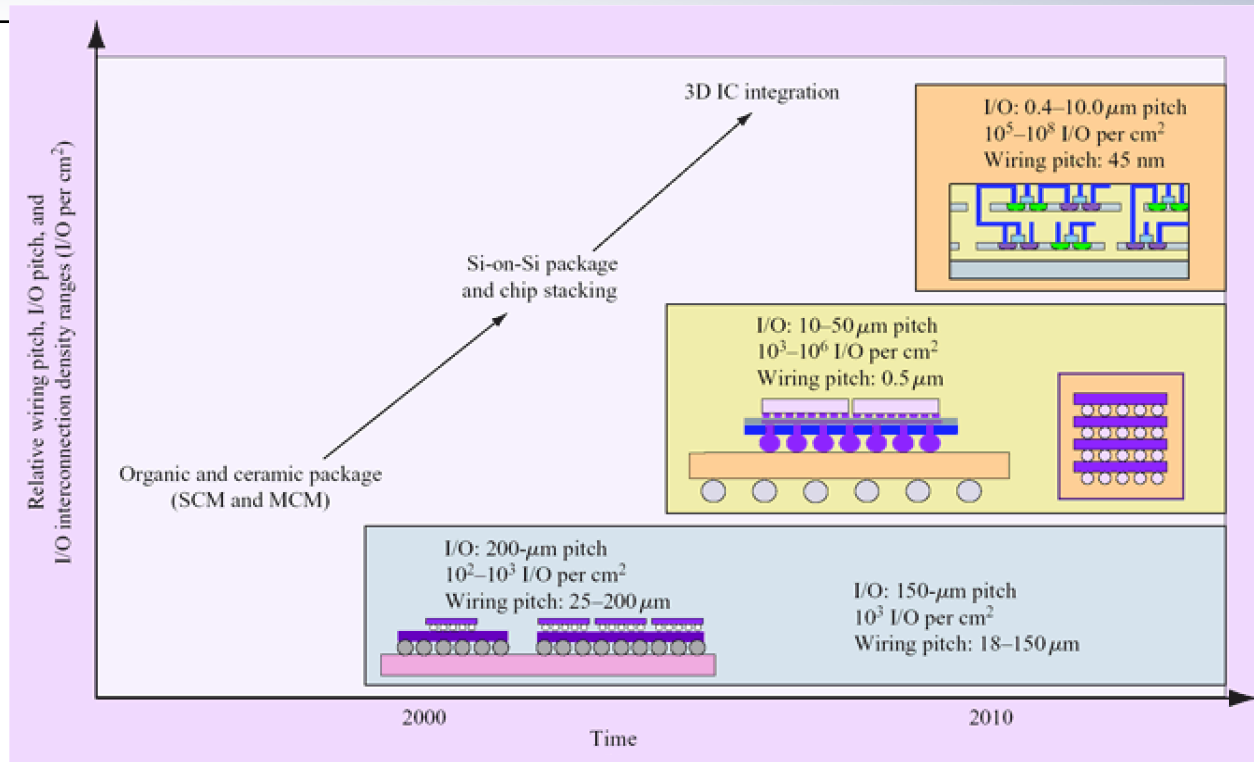 Relative wiring pitch, I/O pitch, and
I/O interconnection density ranges (I/O per cm²)
3D IC integration
Si-on-Si package
and chip stacking
Organic and ceramic package
(SCM and MCM)
I/O: 0.4–10.0 μm pitch
10⁵–10⁸ I/O per cm²
Wiring pitch: 45 nm
I/O: 10–50 μm pitch
10³–10⁶ I/O per cm²
Wiring pitch: 0.5 μm
I/O: 200-μm pitch
10²–10³ I/O per cm²
Wiring pitch: 25–200 μm
I/O: 150-μm pitch
10³ I/O per cm²
Wiring pitch: 18–150 μm
2000
2010
Time